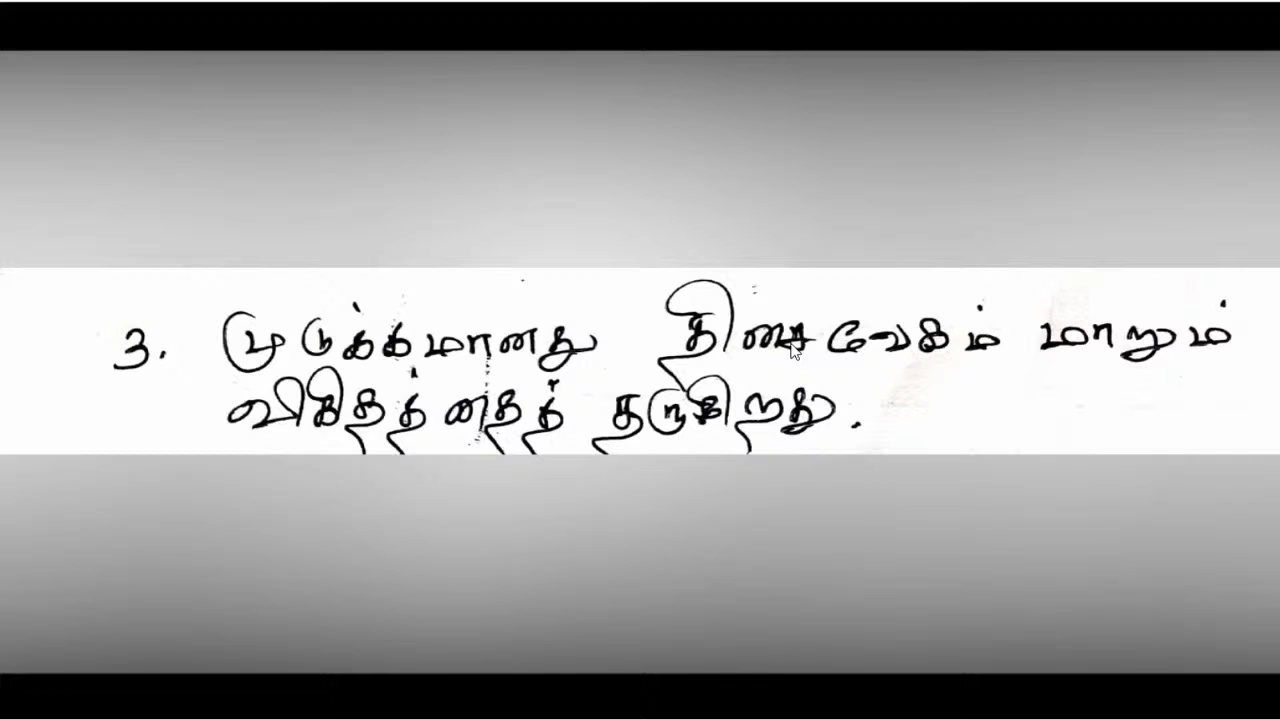 3. முடுக்கமானது திசைவேகம் மாறும்
விகிதத்தைத் தருகிறது.